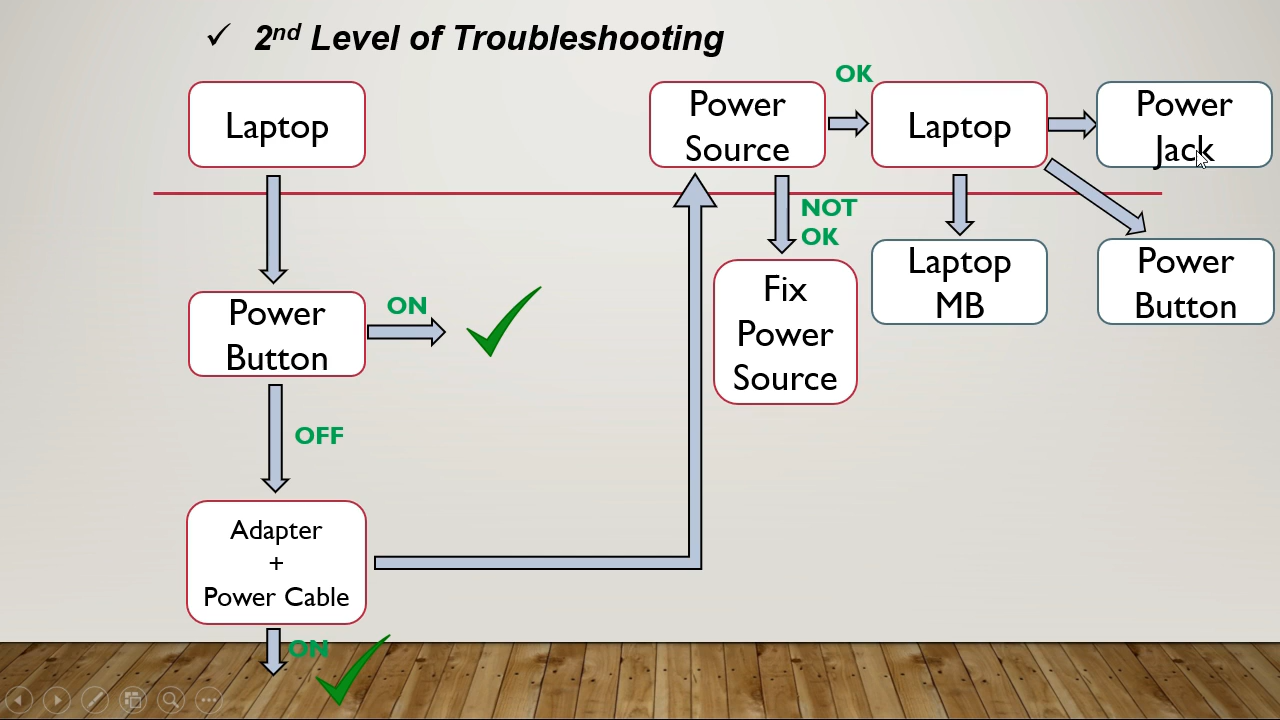 ✓ 2nd Level of Troubleshooting
Laptop
Power
Button
ON
OFF
Adapter
+
Power Cable
ON
Power
Source
OK
NOT
OK
Fix
Power
Source
Laptop
Laptop
MB
Power
Jack
Power
Button